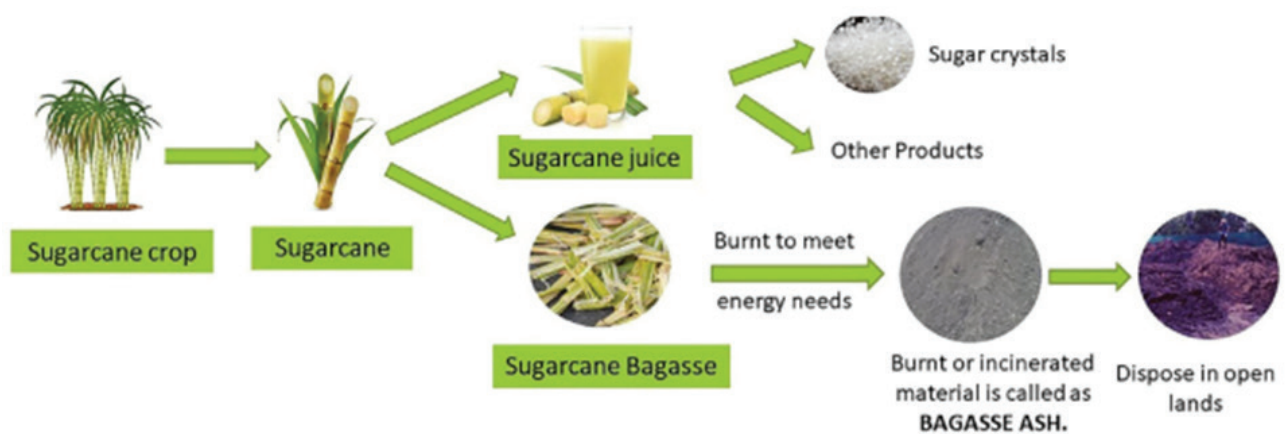 Sugarcane crop
Sugarcane
Sugarcane juice
Sugar crystals
Other Products
Sugarcane Bagasse
Burnt to meet
energy needs
Burnt or incinerated
material is called as
BAGASSE ASH.
Dispose in open
lands